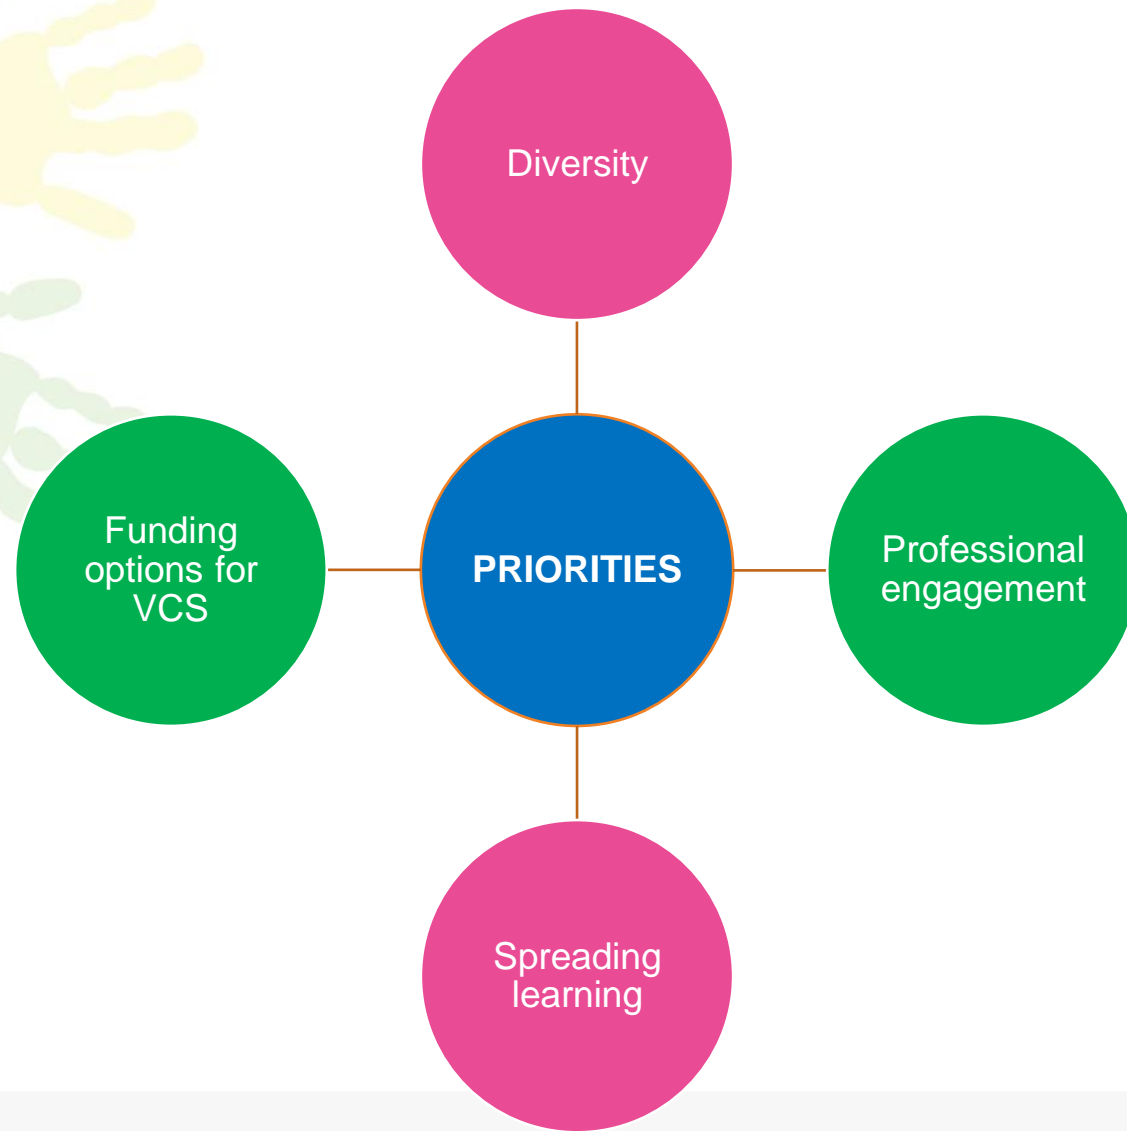 Diversity
Funding
options for
VCS
PRIORITIES
Professional
engagement
Spreading
learning